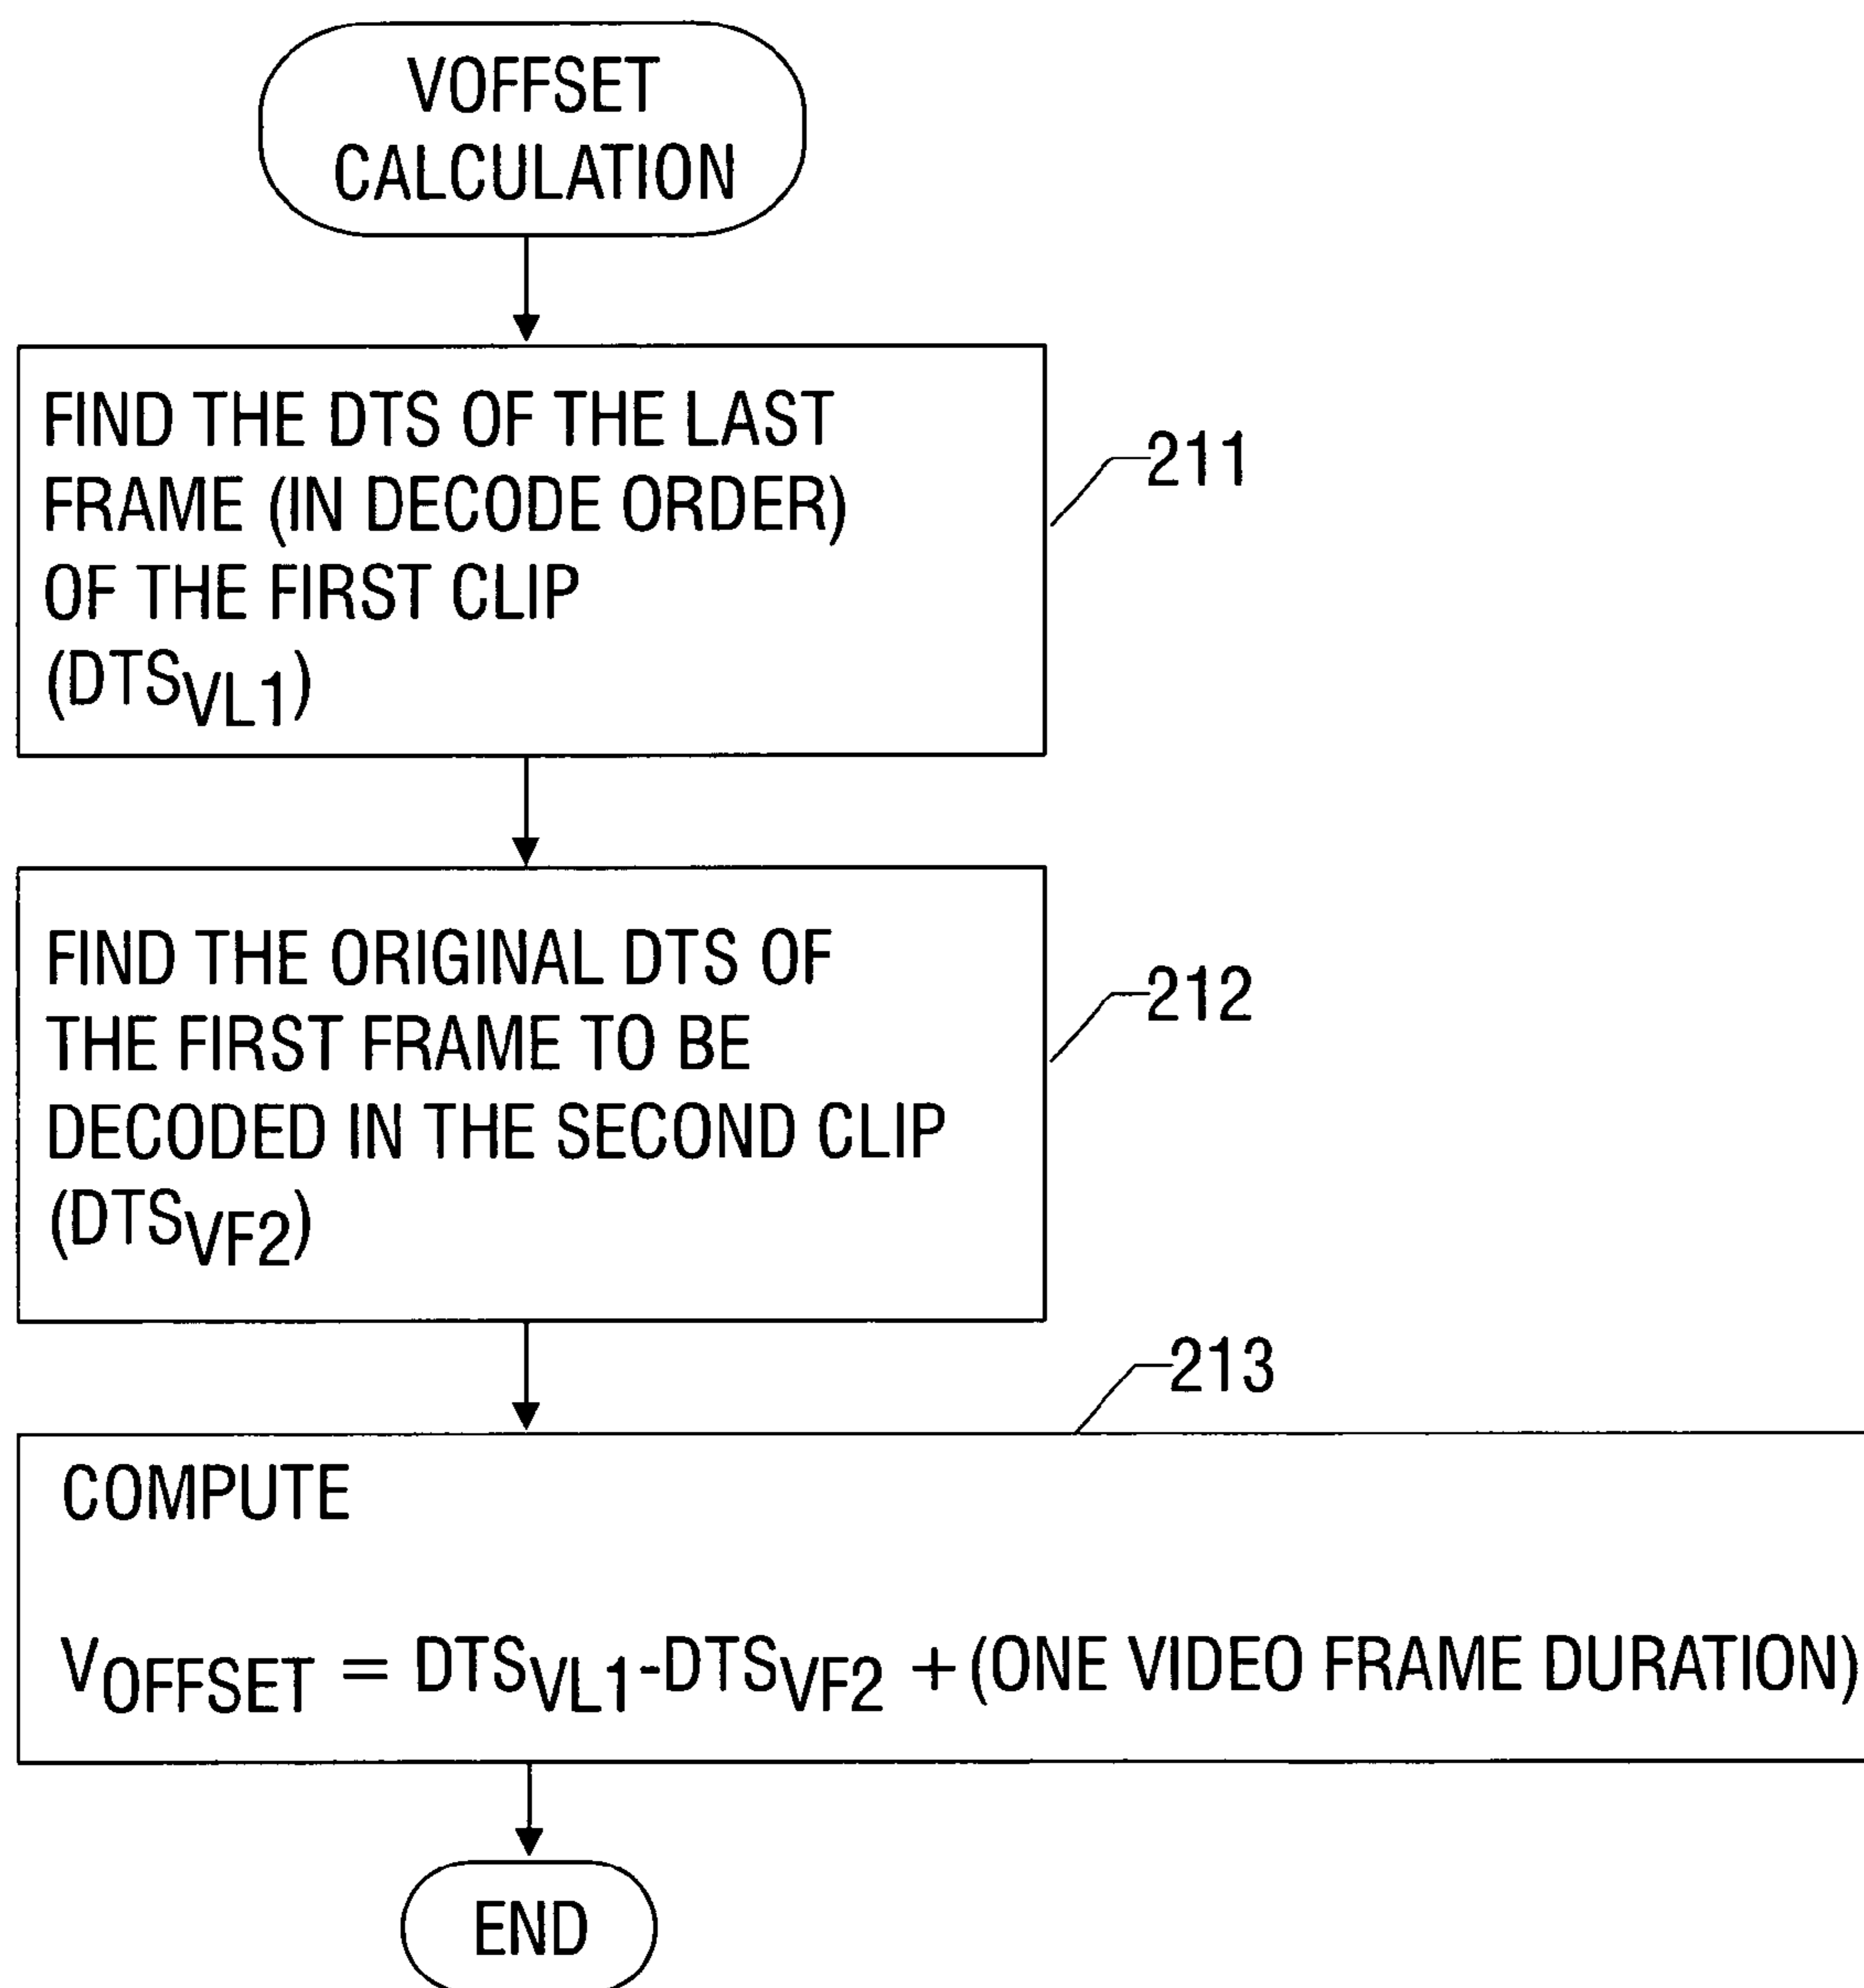 VOFFSET
CALCULATION
FIND THE DTS OF THE LAST
FRAME (IN DECODE ORDER)
OF THE FIRST CLIP
(DTSVL1)
211
FIND THE ORIGINAL DTS OF
THE FIRST FRAME TO BE
DECODED IN THE SECOND CLIP
(DTSVF2)
212
213
COMPUTE
VOFFSET = DTSVL1-DTSVF2 + (ONE VIDEO FRAME DURATION)
END